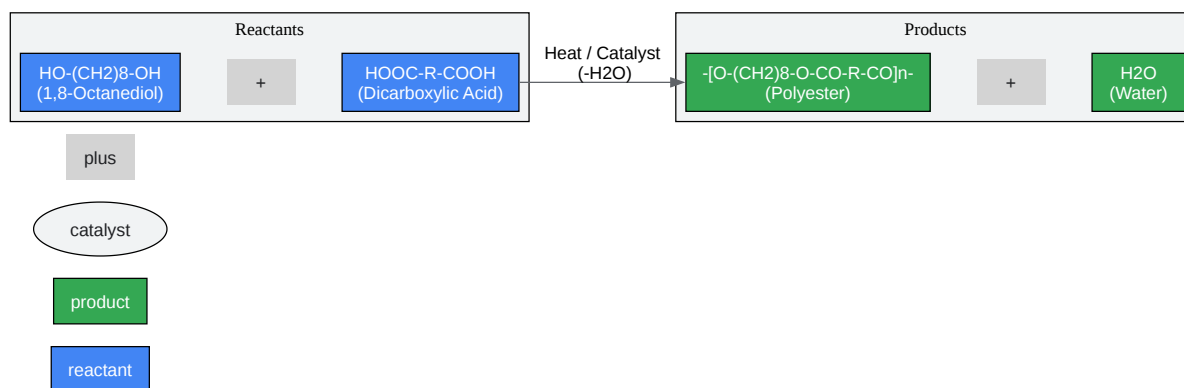 Reactants
HO-(CH2)8-OH
(1,8-Octanediol)
+
HOOC-R-COOH
(Dicarboxylic Acid)
Heat / Catalyst
(-H2O)
Products
-[O-(CH2)8-O-CO-R-CO]n-
(Polyester)
+
H2O
(Water)
plus
catalyst
product
reactant